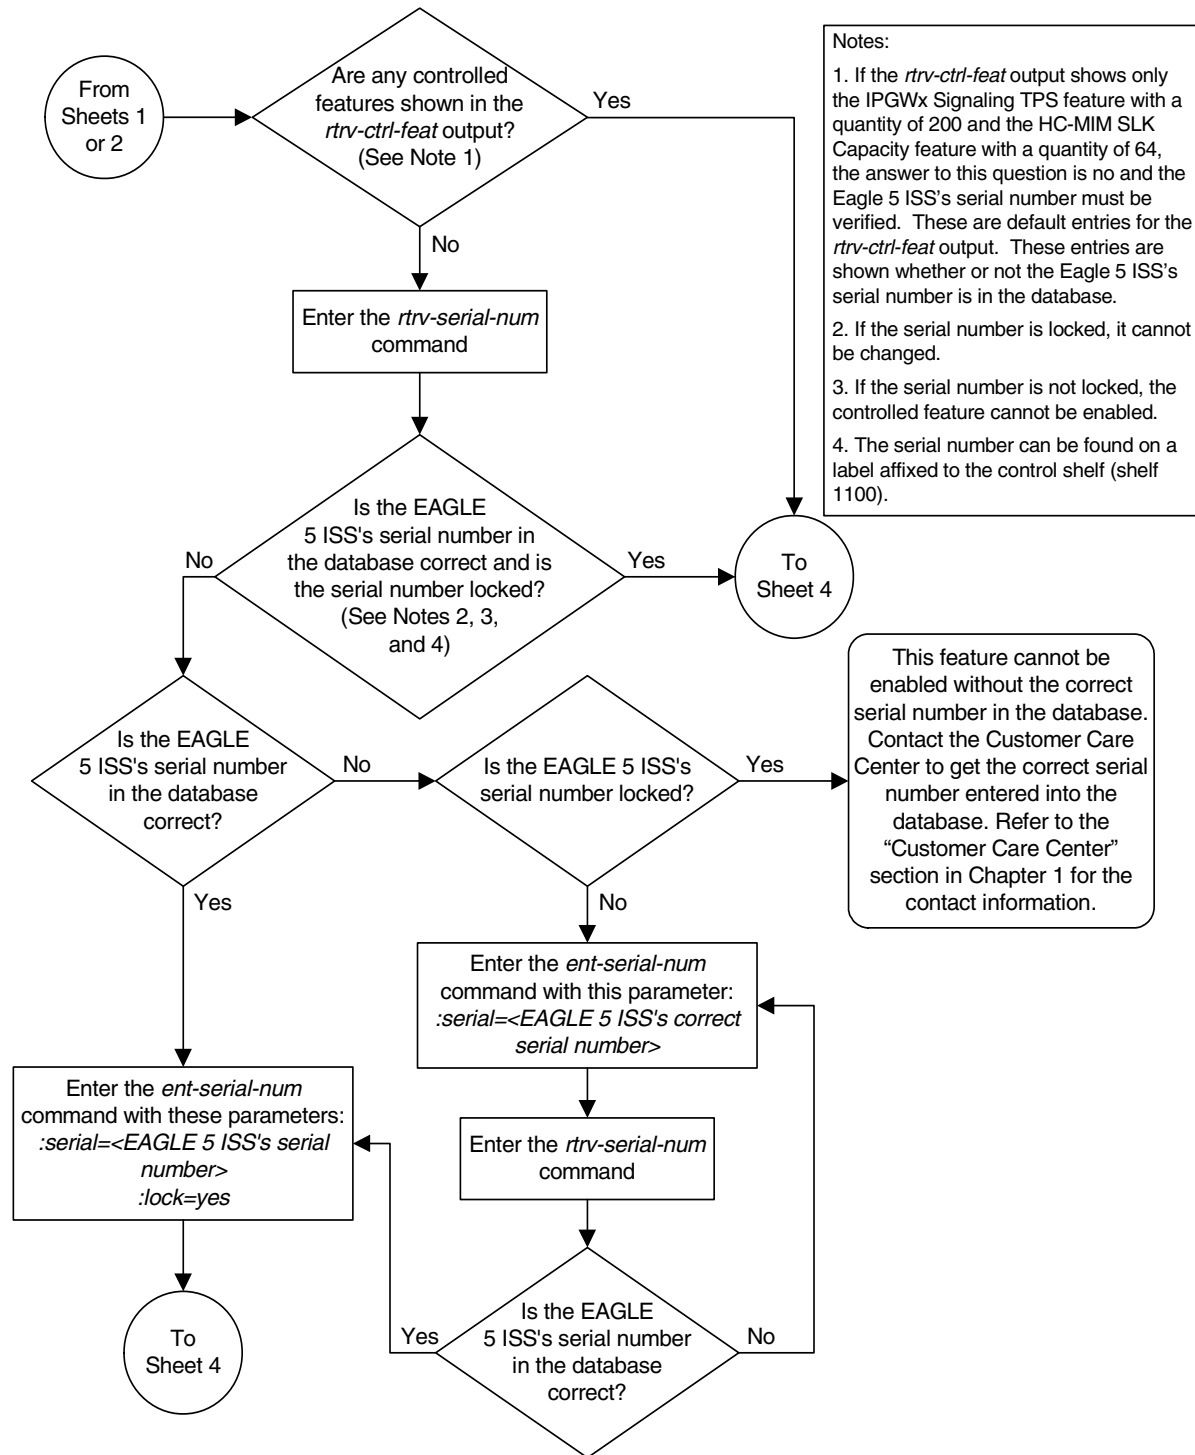 From
Sheets 1
or 2
Are any controlled
features shown in the
rtrv-ctrl-feat output?
(See Note 1)
Yes
No
Notes:
1. If the rtrv-ctrl-feat output shows only
the IPGWx Signaling TPS feature with a
quantity of 200 and the HC-MIM SLK
Capacity feature with a quantity of 64,
the answer to this question is no and the
Eagle 5 ISS's serial number must be
verified.  These are default entries for the
rtrv-ctrl-feat output.  These entries are
shown whether or not the Eagle 5 ISS's
serial number is in the database.
2. If the serial number is locked, it cannot
be changed.
3. If the serial number is not locked, the
controlled feature cannot be enabled.
4. The serial number can be found on a
label affixed to the control shelf (shelf
1100).
Enter the rtrv-serial-num
command
Is the EAGLE
5 ISS's serial number in
the database correct and is
the serial number locked?
(See Notes 2, 3,
and 4)
No
Yes
To
Sheet 4
Is the EAGLE
5 ISS's serial number
in the database
correct?
No
Yes
Is the EAGLE 5 ISS's
serial number locked?
Yes
No
This feature cannot be
enabled without the correct
serial number in the database.
Contact the Customer Care
Center to get the correct serial
number entered into the
database. Refer to the
“Customer Care Center”
section in Chapter 1 for the
contact information.
Enter the ent-serial-num
command with this parameter:
:serial=<EAGLE 5 ISS's correct
serial number>
Enter the ent-serial-num
command with these parameters:
:serial=<EAGLE 5 ISS's serial
number>
:lock=yes
Enter the rtrv-serial-num
command
Is the EAGLE
5 ISS's serial number
in the database
correct?
Yes
No
To
Sheet 4